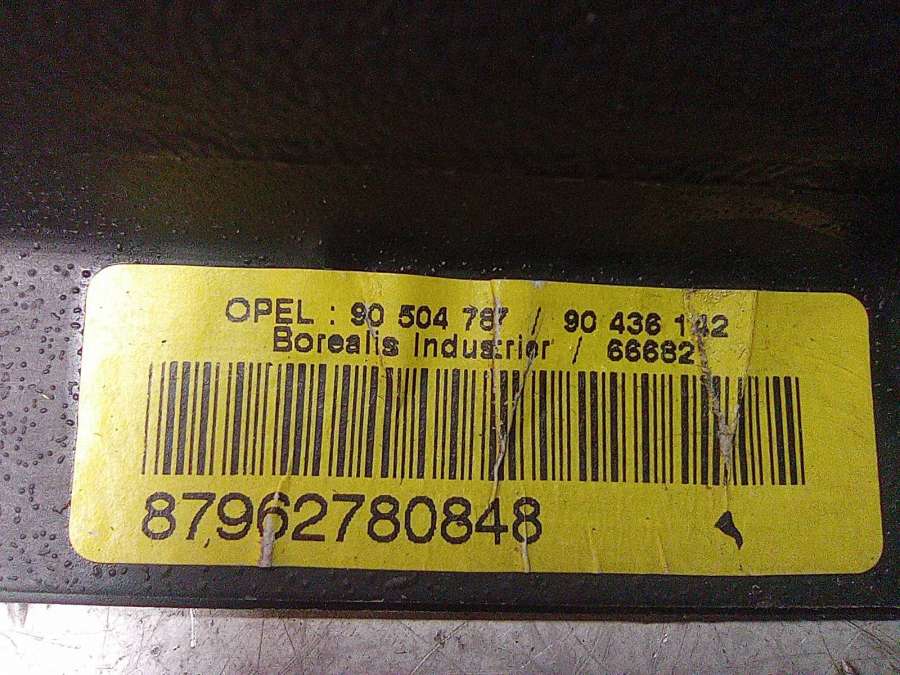 OPEL : 90 504 787 / 90 436 142
Borealis Industrier / 66682
87962780848